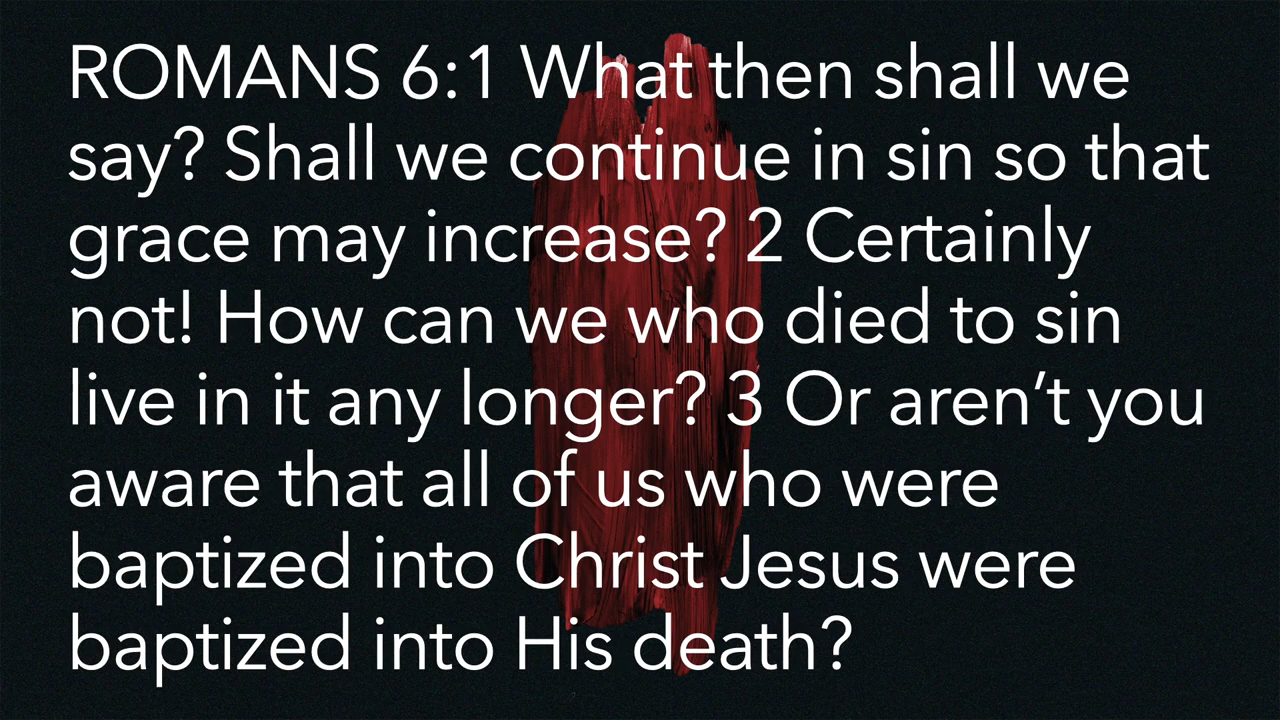 ROMANS 6:1 What then shall we
say? Shall we continue in sin so that
grace may increase? 2 Certainly
not! How can we who died to sin
live in it any longer? 3 Or aren’t you
aware that all of us who were
baptized into Christ Jesus were
baptized into His death?